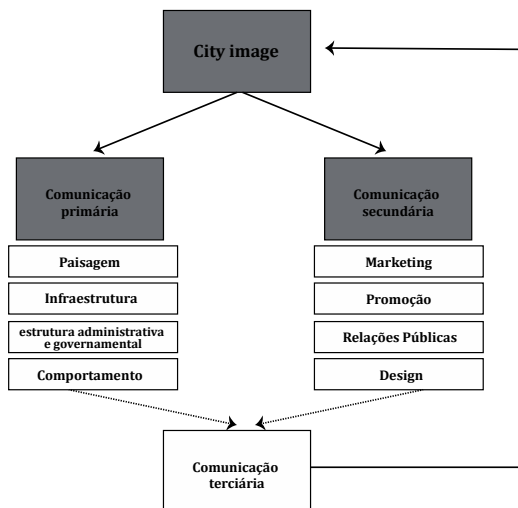 City image
Comunicação
primária
Paisagem
Infraestrutura
estrutura administrativa
e governamental
Comportamento
Comunicação
secundária
Marketing
Promoção
Relações Públicas
Design
Comunicação
terciária